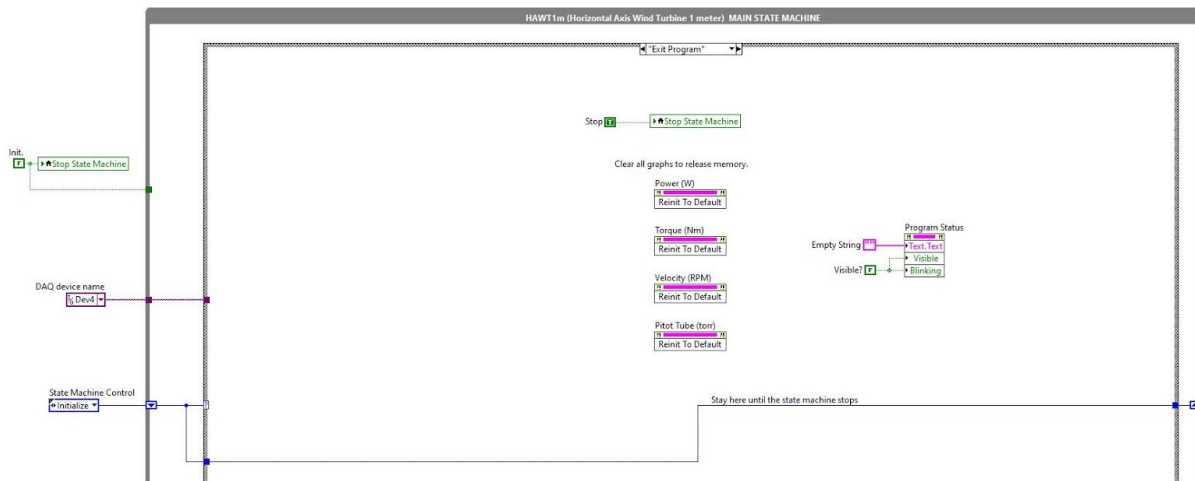 HAWT1m (Horizontal Axis Wind Turbine 1 meter) MAIN STATE MACHINE
"Exit Program"
Stop T Stop State Machine
Init.
F Stop State Machine
Clear all graphs to release memory.
Power (W)
Reinit To Default
Torque (Nm)
Reinit To Default
Program Status
Empty String Text.Text
Visible
Visible? F Blinking
Velocity (RPM)
Reinit To Default
DAQ device name
Dev4
Pitot Tube (torr)
Reinit To Default
State Machine Control
Initialize
Stay here until the state machine stops